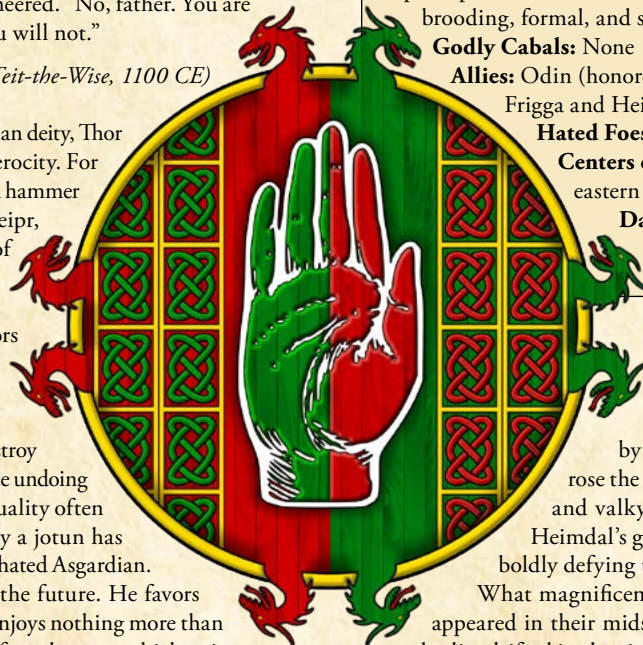 neered. “No, father. You are
u will not.”
Teit-the-Wise, 1100 CE)
an deity, Thor
erocity. For
hammer
eipr,
of
ors
stroy
e undoing
uality often
y a jotun has
hated Asgardian.
the future. He favors
njoys nothing more than
brooding, formal, and s
Godly Cabals: None
Allies: Odin (honor
Frigga and Hei
Hated Foes
Centers
eastern
Da
by
rose the
and valky
Heimdal’s g
boldly defying
What magnificen
appeared in their mids